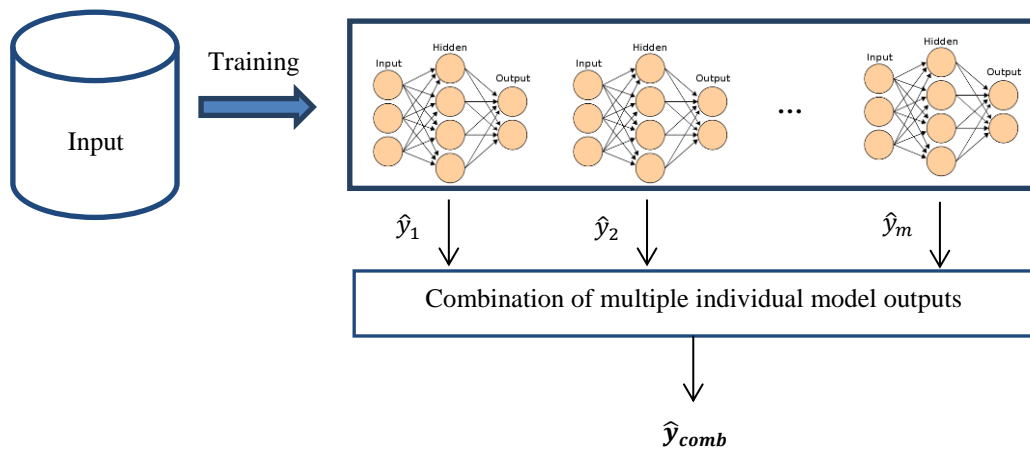 Input
Training
Input
Hidden
Output
Input
Hidden
Output
...
Input
Hidden
Output
ŷ1
ŷ2
ŷm
Combination of multiple individual model outputs
ŷcomb